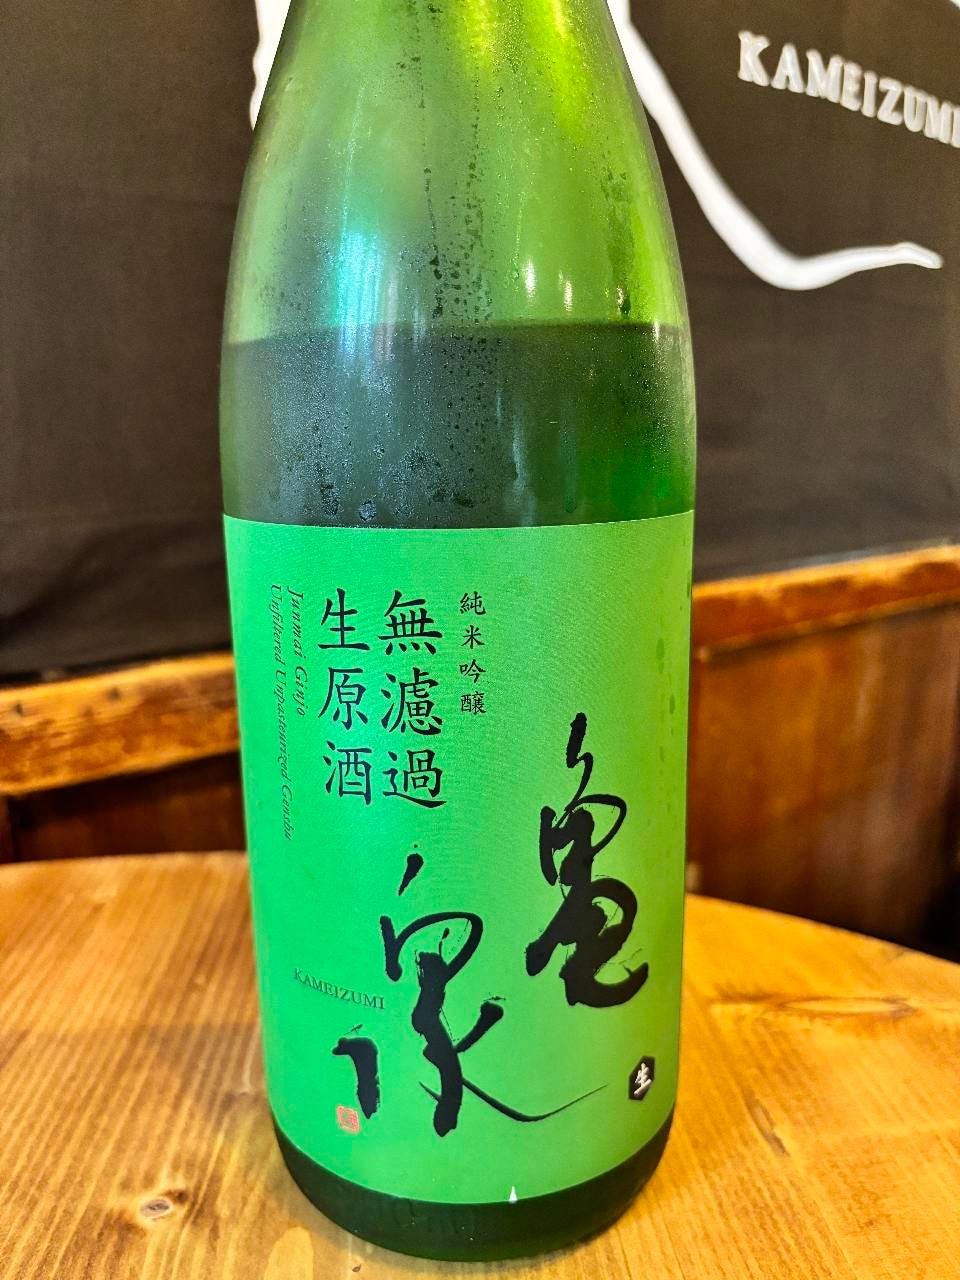 KAMEIZUMI
純米吟醸
無濾過
生原酒
Junmai Ginjo
Unfiltered Unpasteurized Genshu
亀
泉
KAMEIZUMI
生